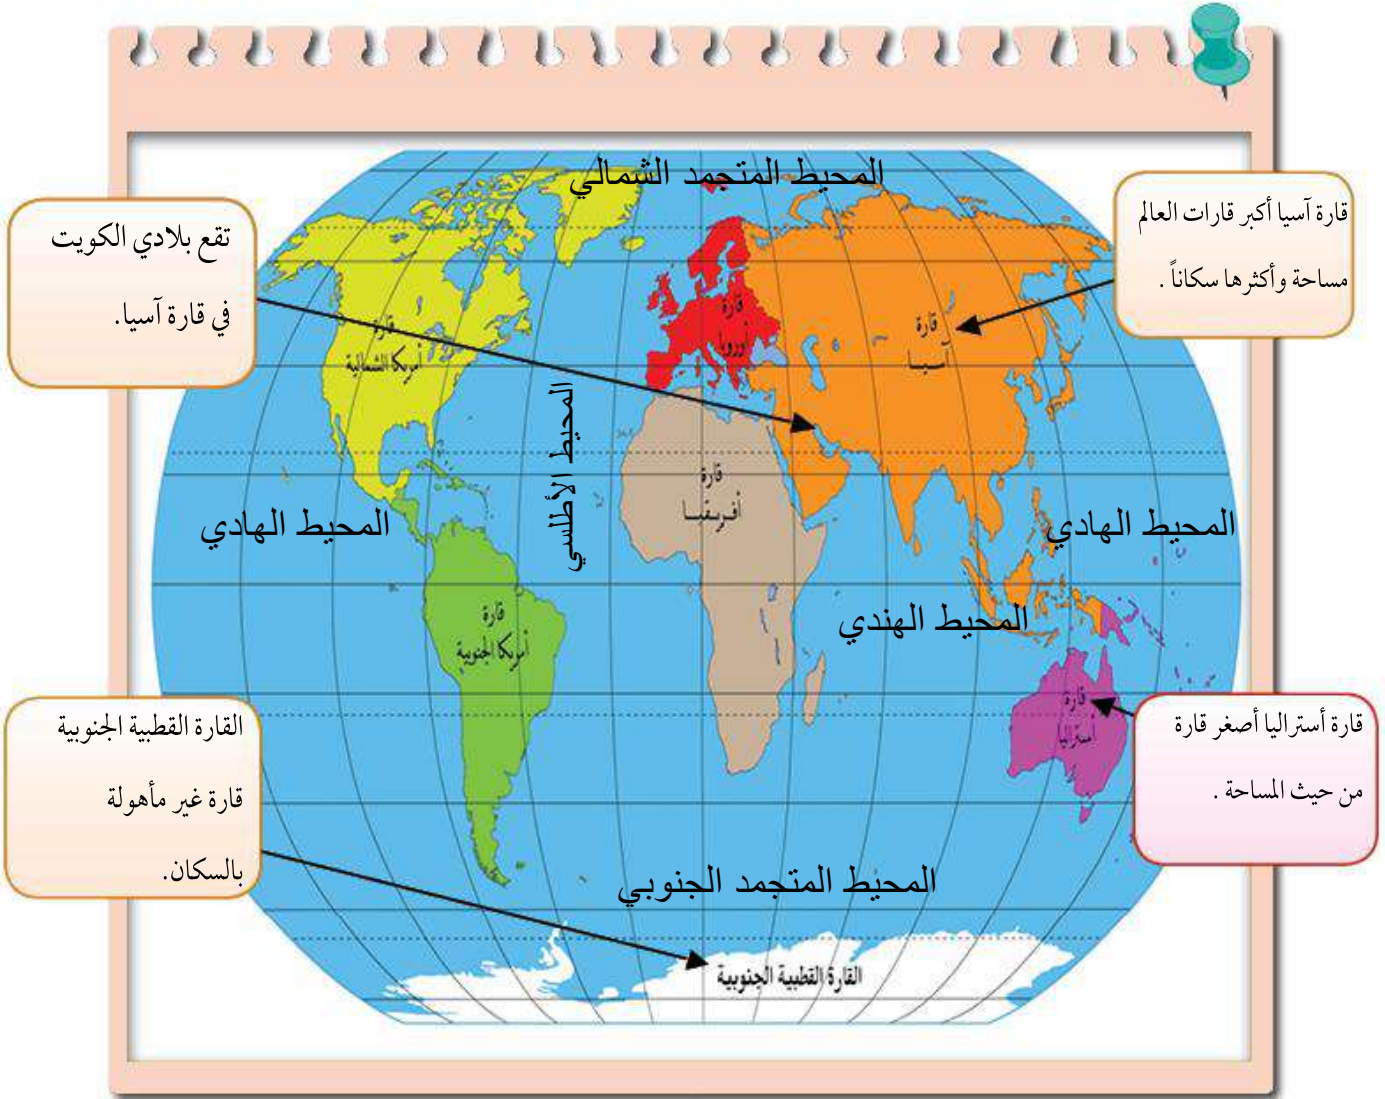 المحيط المتجمد الشمالي
قارة آسيا أكبر قارات العالم
مساحة وأكثرها سكاناً .
تقع بلادي الكويت
في قارة آسيا.
قارة
أوروبا
قارة
آسيا
قارة
أمريكا الشمالية
المحيط الأطلسي
قارة
أفريقيا
المحيط الهادي
المحيط الهادي
المحيط الهندي
قارة
أمريكا الجنوبية
قارة
أستراليا
قارة أستراليا أصغر قارة
من حيث المساحة .
القارة القطبية الجنوبية
قارة غير مأهولة
بالسكان.
المحيط المتجمد الجنوبي
القارة القطبية الجنوبية